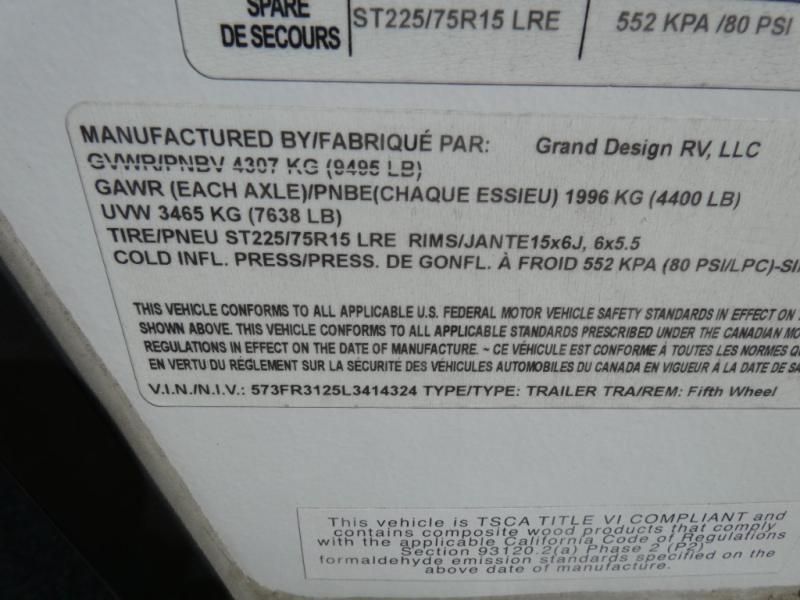 SPARE
DE SECOURS
ST225/75R15 LRE
552 KPA /80 PSI
MANUFACTURED BY/FABRIQUÉ PAR: Grand Design RV, LLC
GVWR/PNBV 4307 KG (9495 LB)
GAWR (EACH AXLE)/PNBE(CHAQUE ESSIEU) 1996 KG (4400 LB)
UVW 3465 KG (7638 LB)
TIRE/PNEU ST225/75R15 LRE RIMS/JANTE15x6J, 6x5.5
COLD INFL. PRESS/PRESS. DE GONFL. À FROID 552 KPA (80 PSI/LPC)-
THIS VEHICLE CONFORMS TO ALL APPLICABLE U.S. FEDERAL MOTOR VEHICLE SAFETY STANDARDS IN EFFECT ON
SHOWN ABOVE. THIS VEHICLE CONFORMS TO ALL APPLICABLE STANDARDS PRESCRIBED UNDER THE CANADIAN
REGULATIONS IN EFFECT ON THE DATE OF MANUFACTURE. ~ CE VÉHICULE EST CONFORME À TOUTES LES NORMES
EN VERTU DU RÉGLEMENT SUR LA SÉCURITÉ DES VÉHICULES AUTOMOBILES DU CANADA EN VIGUEUR À LA DATE DE
V.I.N./N.I.V.: 573FR3125L3414324 TYPE/TYPE: TRAILER TRA/REM: Fifth Wheel
This vehicle is TSCA TITLE VI COMPLIANT and
contains composite wood products that comply
with the applicable California Code of Regulations
Section 93120.2(a) Phase 2 (P2)
formaldehyde emission standards specified on the
above date of manufacture.